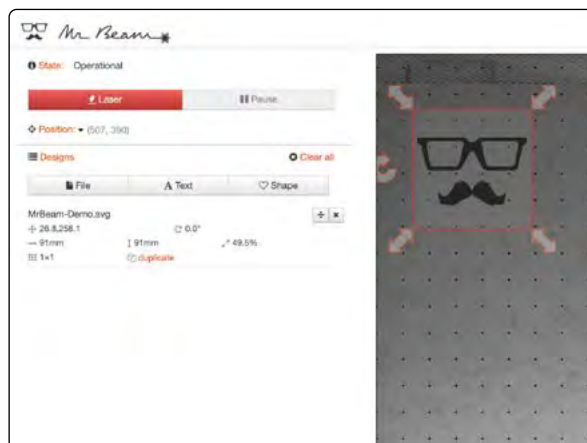 Mr Beam
State: Operational
Laser Pause
Position: (507, 390)
Designs Clear all
File Text Shape
MrBeam-Demo.svg
26.8,258.1 0.0°
91mm 91mm 49.5%
1×1 duplicate